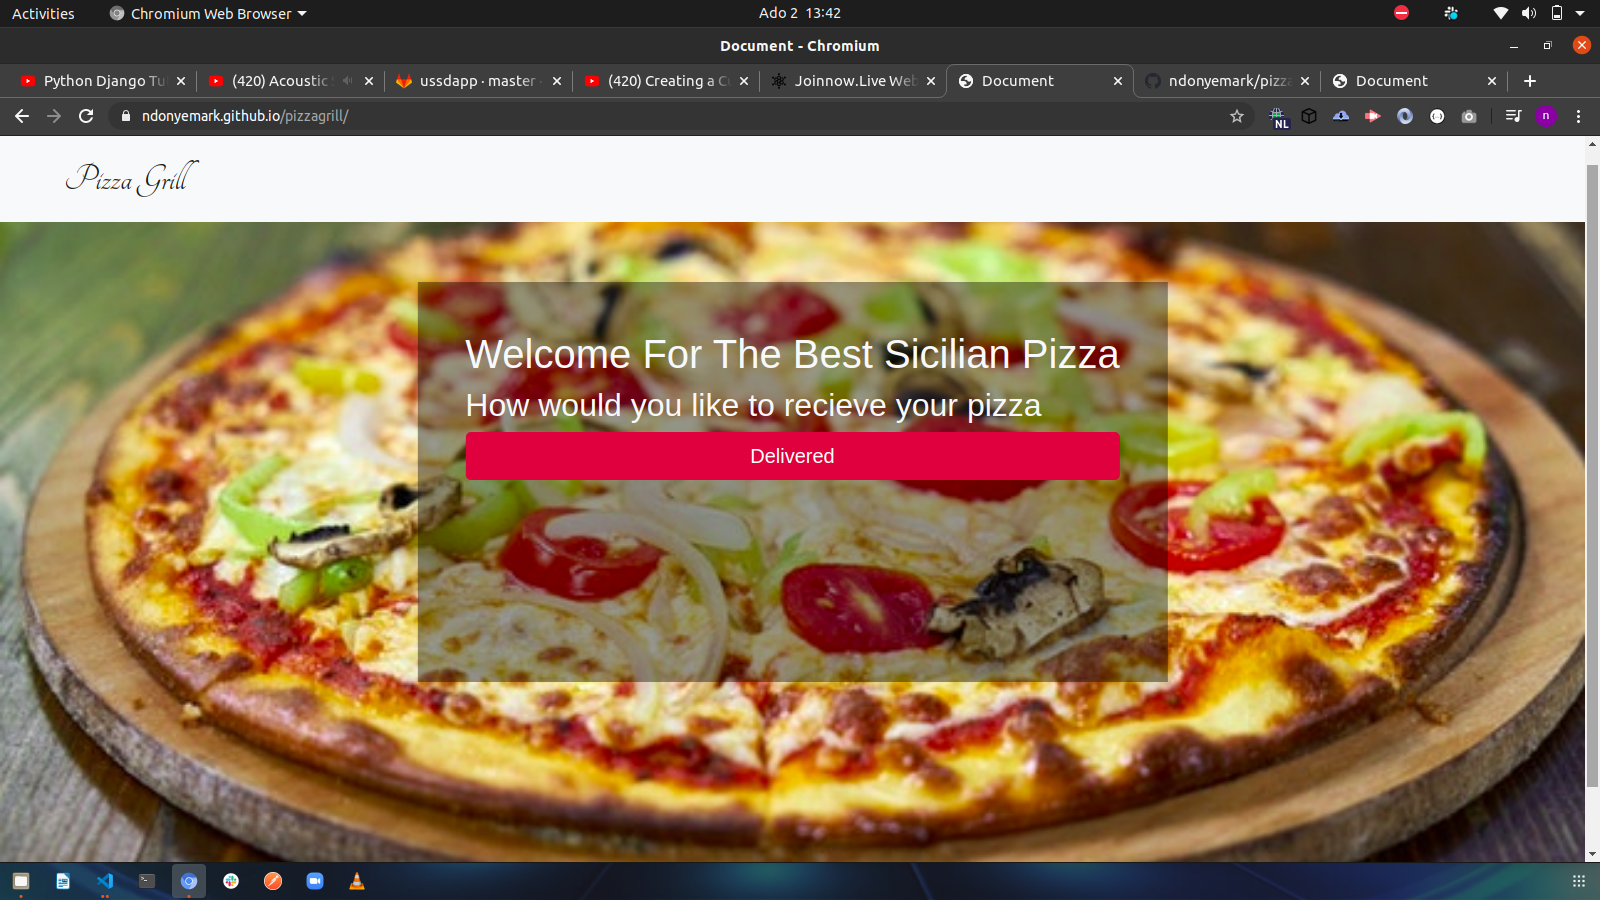 Activities
Chromium Web Browser
Ado 2 13:42
Document - Chromium
Python Django Tu
(420) Acoustic
ussdapp · master
(420) Creating a C
Joinnow.Live Web
Document
ndonyemark/pizza
Document
ndonyemark.github.io/pizzagrill/
NL
n
Pizza Grill
Welcome For The Best Sicilian Pizza
How would you like to recieve your pizza
Delivered